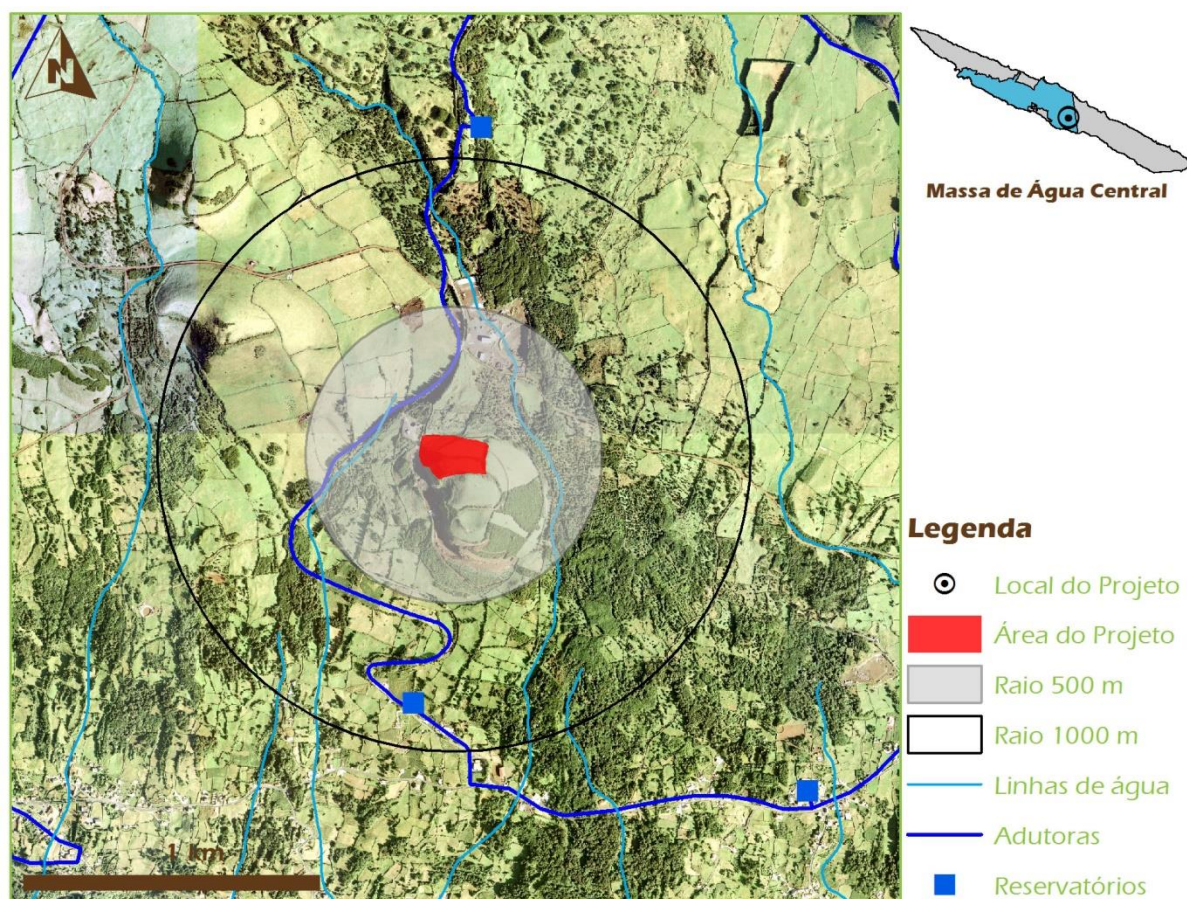 N
Massa de Água Central
Legenda
Local do Projeto
Área do Projeto
Raio 500 m
Raio 1000 m
Linhas de água
Adutoras
Reservatórios
1 km